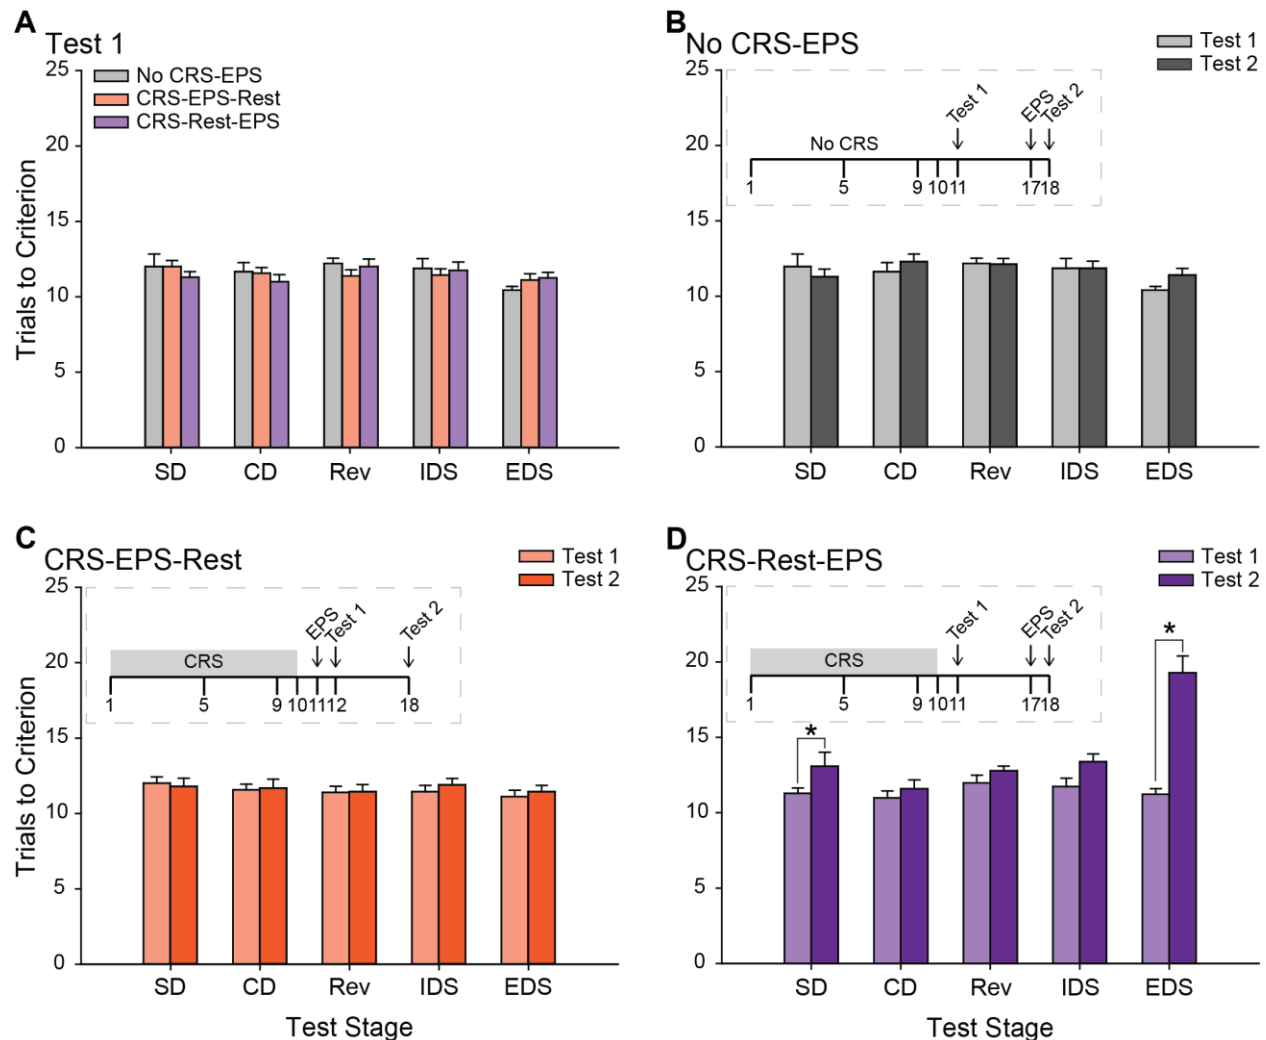 A
Test 1
No CRS-EPS
CRS-EPS-Rest
CRS-Rest-EPS
Trials to Criterion
25
20
15
10
5
0
SD CD Rev IDS EDS
B
No CRS-EPS
Test 1
Test 2
Test 1 EPS Test 2
No CRS
1 5 9 10 11 17 18
25
20
15
10
5
0
SD CD Rev IDS EDS
C
CRS-EPS-Rest
Test 1
Test 2
EPS Test 1 Test 2
CRS
1 5 9 10 11 12 18
Trials to Criterion
25
20
15
10
5
0
SD CD Rev IDS EDS
Test Stage
D
CRS-Rest-EPS
Test 1
Test 2
Test 1 EPS Test 2
CRS
1 5 9 10 11 17 18
*
*
25
20
15
10
5
0
SD CD Rev IDS EDS
Test Stage